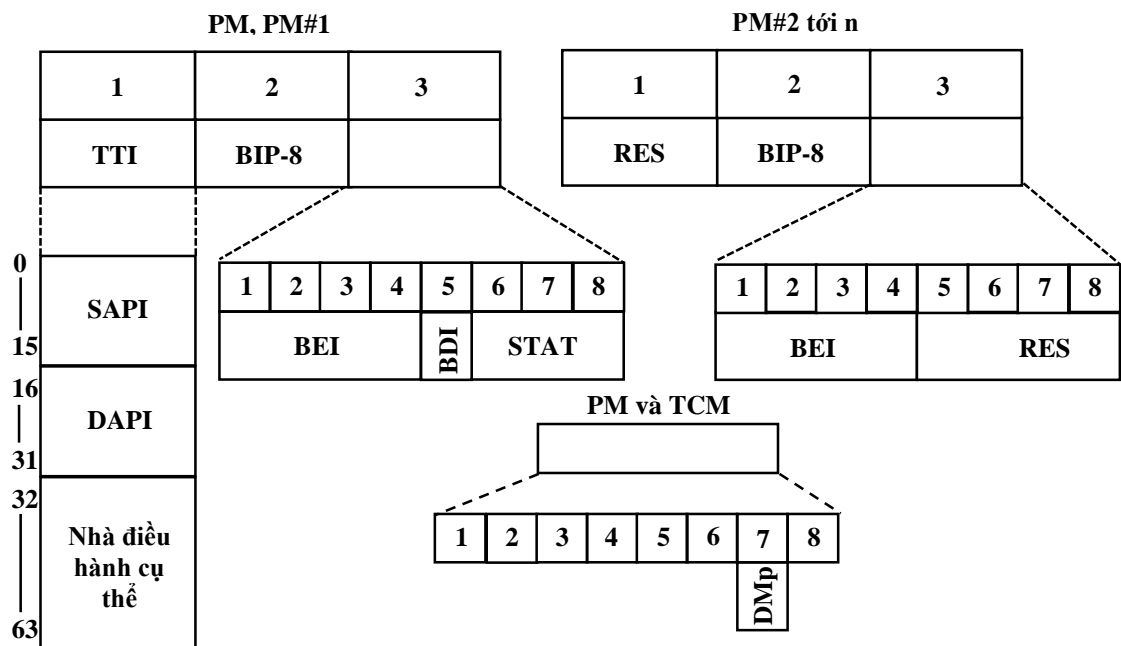 PM, PM#1
PM#2 tới n
1 2 3
1 2 3
TTI BIP-8
RES BIP-8
0
SAPI
15
16
DAPI
31
32
Nhà điều
hành cụ
thể
63
1 2 3 4 5 6 7 8
BEI BDI STAT
1 2 3 4 5 6 7 8
BEI RES
PM và TCM
1 2 3 4 5 6 7 8
DMp